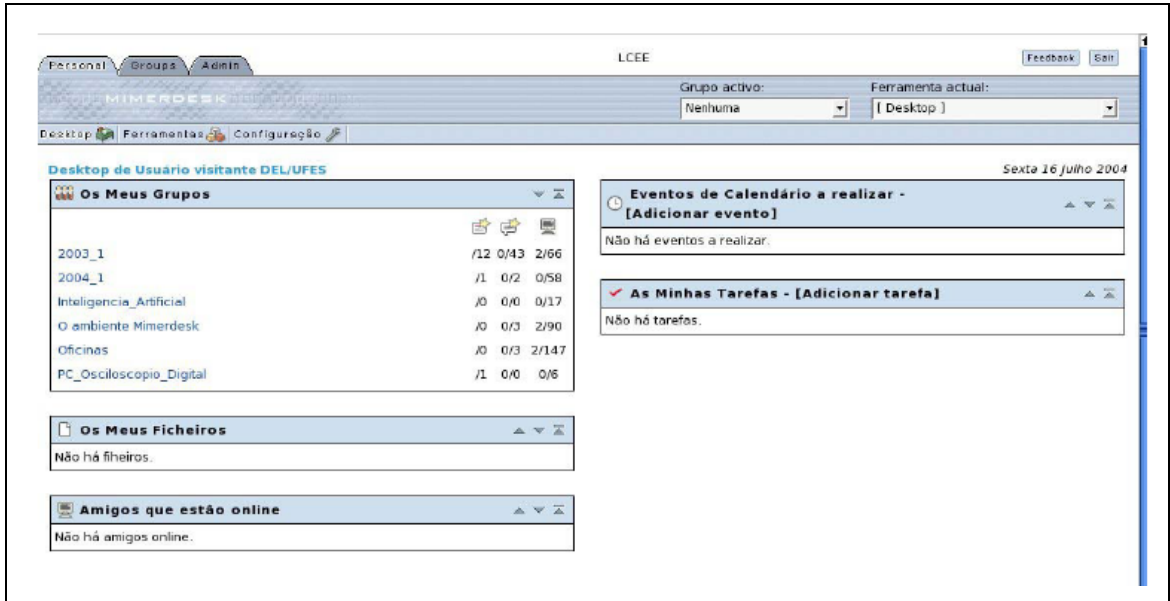 Personal Groups Admin
LCEE
Feedback Sair
MIMERDESK
Grupo activo:
Nenhuma
Ferramenta actual:
[ Desktop ]
Desktop Ferramentas Configuração
Desktop de Usuário visitante DEL/UFES
Sexta 16 Julho 2004
Os Meus Grupos
2003_1 /12 0/43 2/66
2004_1 /1 0/2 0/58
Inteligencia_Artificial /0 0/0 0/17
O ambiente Mimerdesk /0 0/3 2/90
Oficinas /0 0/3 2/147
PC_Osciloscopio_Digital /1 0/0 0/6
Os Meus Ficheiros
Não há fiheiros.
Amigos que estão online
Não há amigos online.
Eventos de Calendário a realizar -
[Adicionar evento]
Não há eventos a realizar.
As Minhas Tarefas - [Adicionar tarefa]
Não há tarefas.